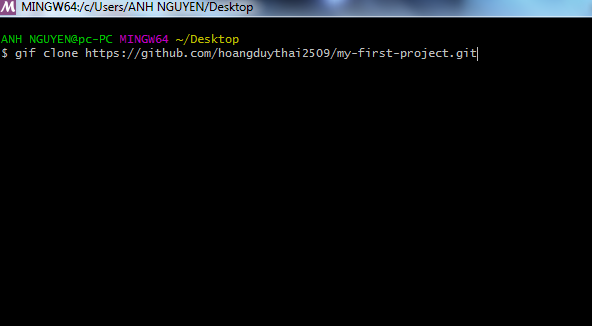 MINGW64:/c/Users/ANH NGUYEN/Desktop
ANH NGUYEN@pc-PC MINGW64 ~/Desktop
$ gif clone https://github.com/hoangduythai2509/my-first-project.git